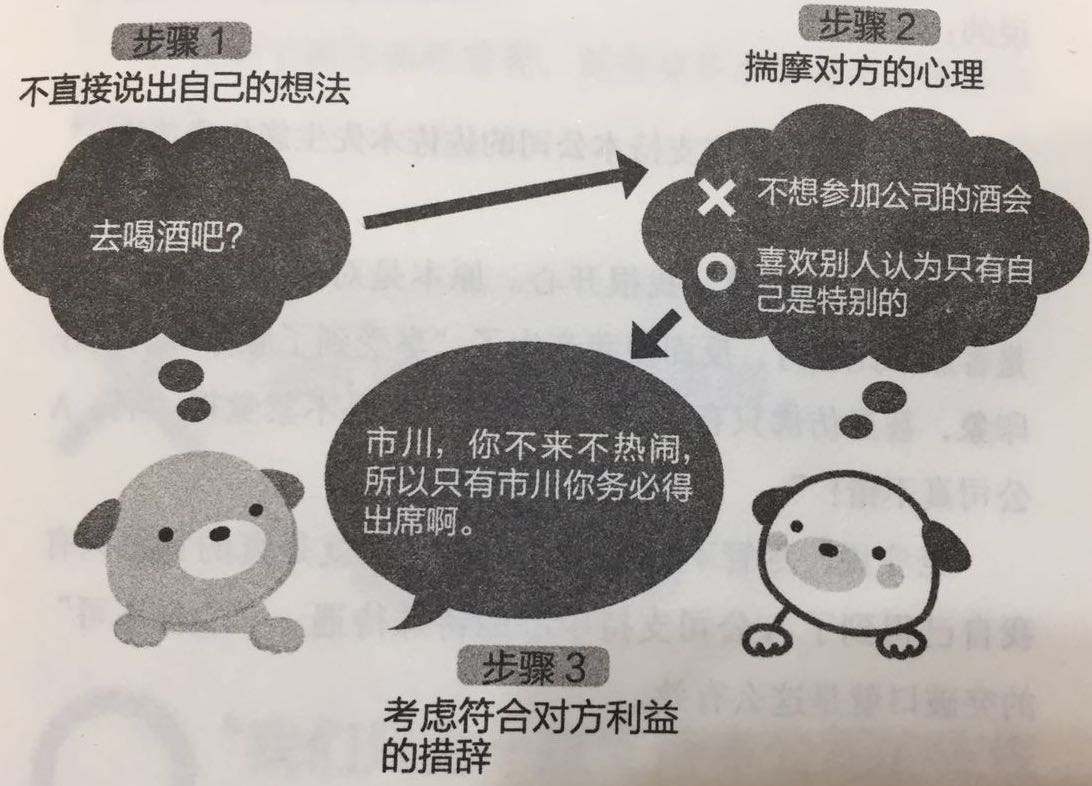 步骤 1
不直接说出自己的想法
去喝酒吧?
步骤 2
揣摩对方的心理
× 不想参加公司的酒会
○ 喜欢别人认为只有自
己是特别的
市川，你不来不热闹,
所以只有市川你务必得
出席啊。
步骤 3
考虑符合对方利益
的措辞